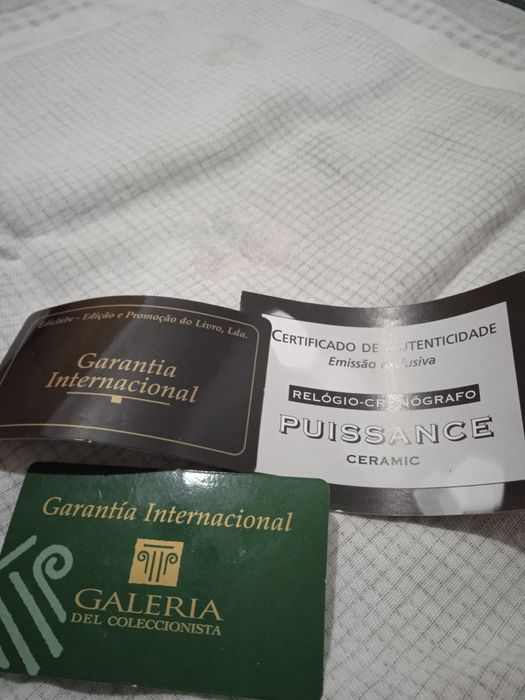 Ediclube - Edição e Promoção do Livro, Lda.
Garantia
Internacional
CERTIFICADO DE AUTENTICIDADE
Emissão exclusiva
RELÓGIO-CRONÓGRAFO
PUISSANCE
CERAMIC
Garantía Internacional
GALERIA
DEL COLECCIONISTA